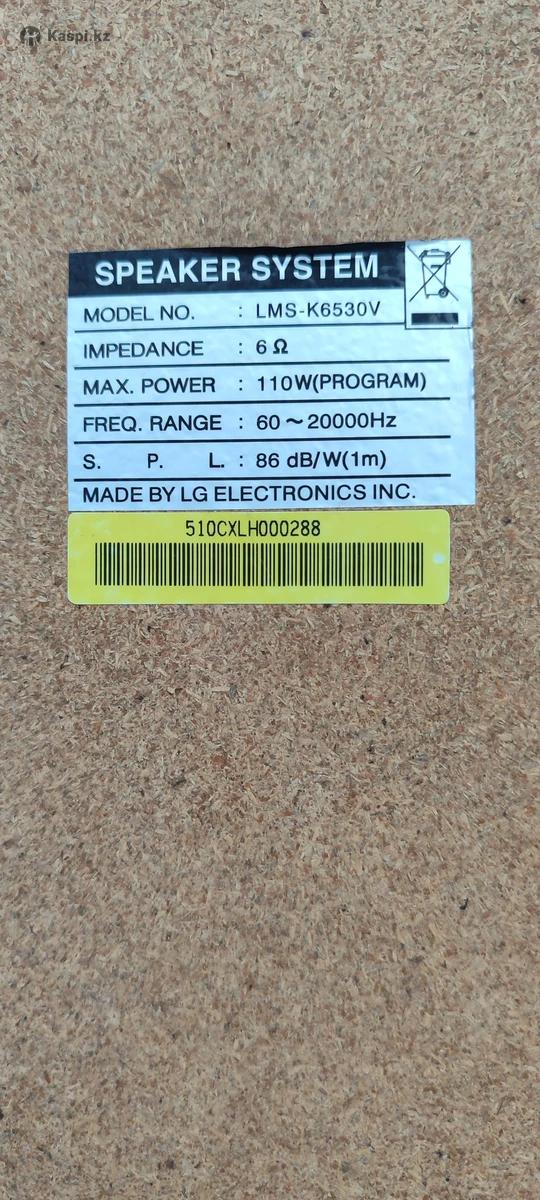 Kaspi.kz
SPEAKER SYSTEM
MODEL NO. : LMS-K6530V
IMPEDANCE : 6 Ω
MAX. POWER : 110W(PROGRAM)
FREQ. RANGE : 60~20000Hz
S. P. L. : 86 dB/W(1m)
MADE BY LG ELECTRONICS INC.
510CXLH000288